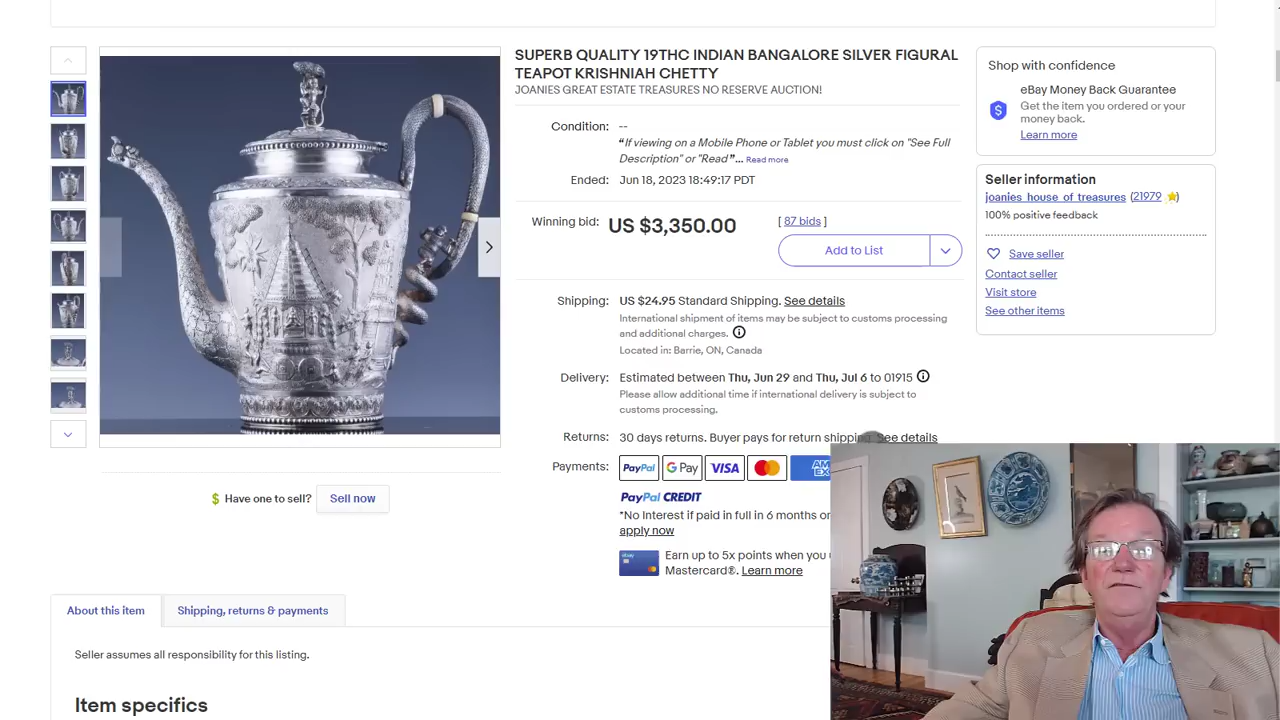 SUPERB QUALITY 19THC INDIAN BANGALORE SILVER FIGURAL
TEAPOT KRISHNIAH CHETTY
JOANIES GREAT ESTATE TREASURES NO RESERVE AUCTION!
Condition: --
“If viewing on a Mobile Phone or Tablet you must click on "See Full
Description" or "Read”... Read more
Ended: Jun 18, 2023 18:49:17 PDT
Winning bid: US $3,350.00 [ 87 bids ]
Add to List
Shipping: US $24.95 Standard Shipping. See details
International shipment of items may be subject to customs processing
and additional charges.
Located in: Barrie, ON, Canada
Delivery: Estimated between Thu, Jun 29 and Thu, Jul 6 to 01915
Please allow additional time if international delivery is subject to
customs processing.
Returns: 30 days returns. Buyer pays for return shipping. See details
Payments: PayPal G Pay VISA MasterCard AM
EX
PayPal CREDIT
*No Interest if paid in full in 6 months or
apply now
ebay
Earn up to 5x points when you
Mastercard®. Learn more
Shop with confidence
eBay Money Back Guarantee
Get the item you ordered or your
money back.
Learn more
Seller information
joanies_house_of_treasures (21979 )
100% positive feedback
Save seller
Contact seller
Visit store
See other items
$ Have one to sell? Sell now
About this item
Shipping, returns & payments
Seller assumes all responsibility for this listing.
Item specifics